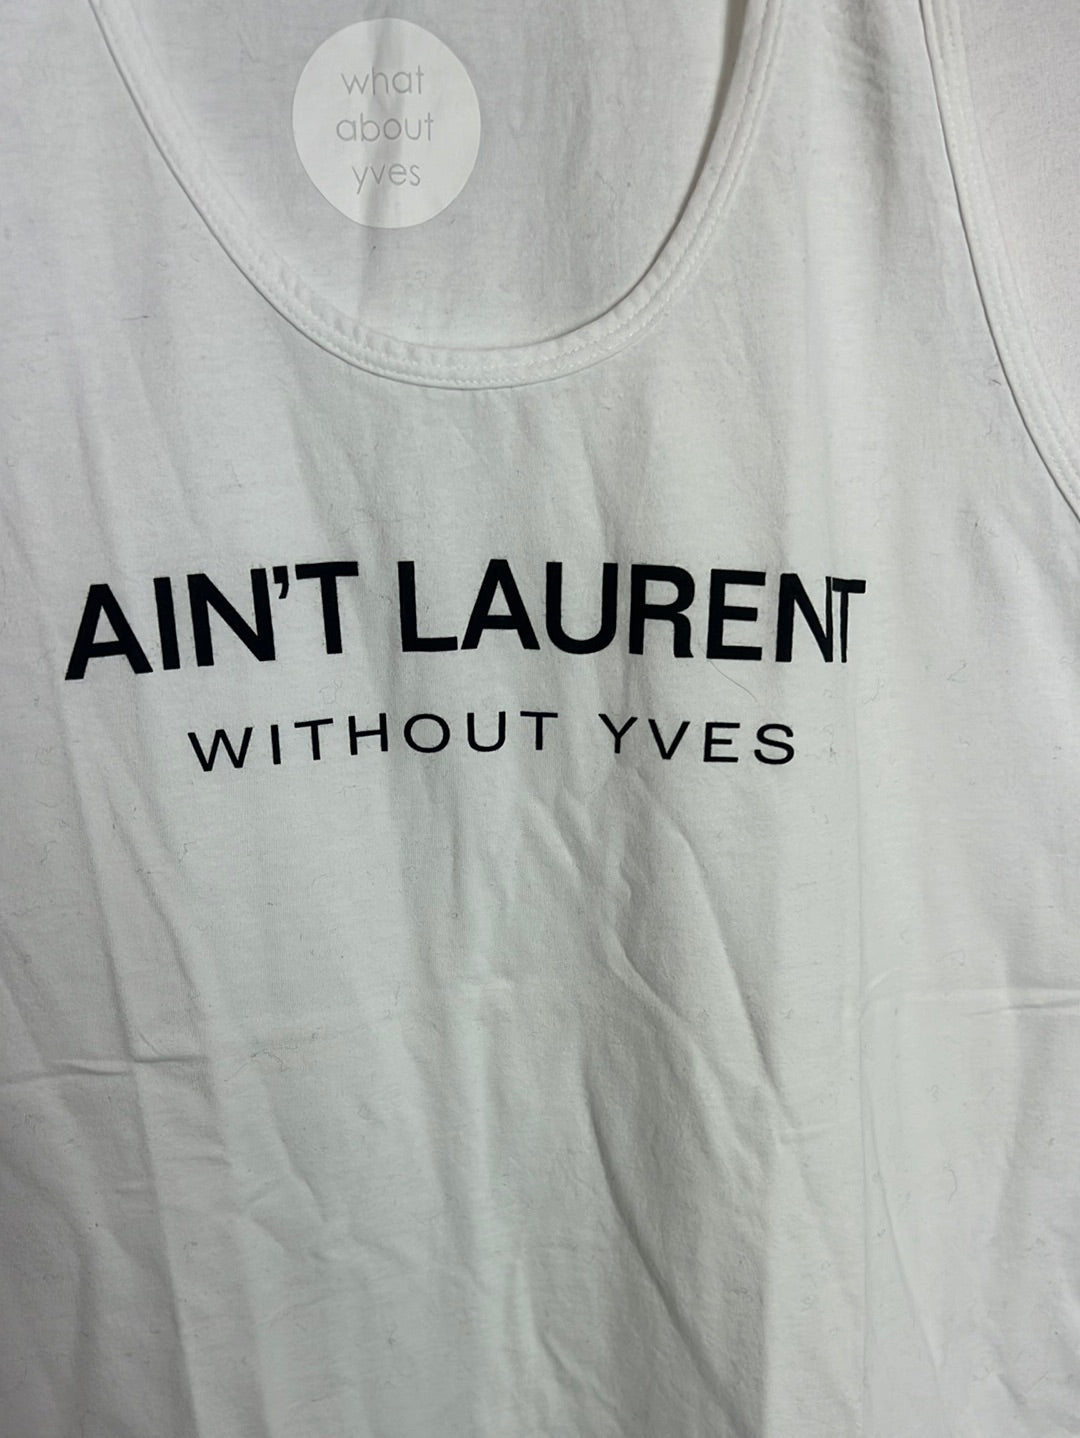 what
about
yves
AIN'T LAURENT
WITHOUT YVES